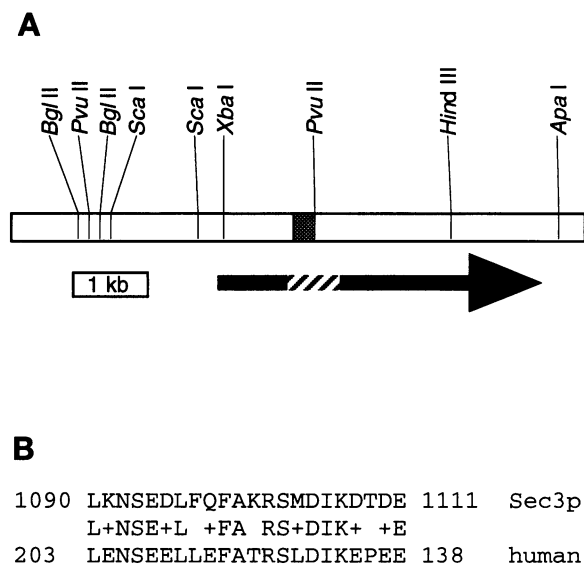 A
Bgl II Pvu II Bgl II Sca I Sca I Xba I Pvu II Hind III Apa I
1 kb
B
1090 LKNSEDLFQFAKRSMDIKDTDE 1111 Sec3p
L+NSE+L +FA RS+DIK+ +E
203 LENSEELLEFATRSLDIKEPEE 138 human